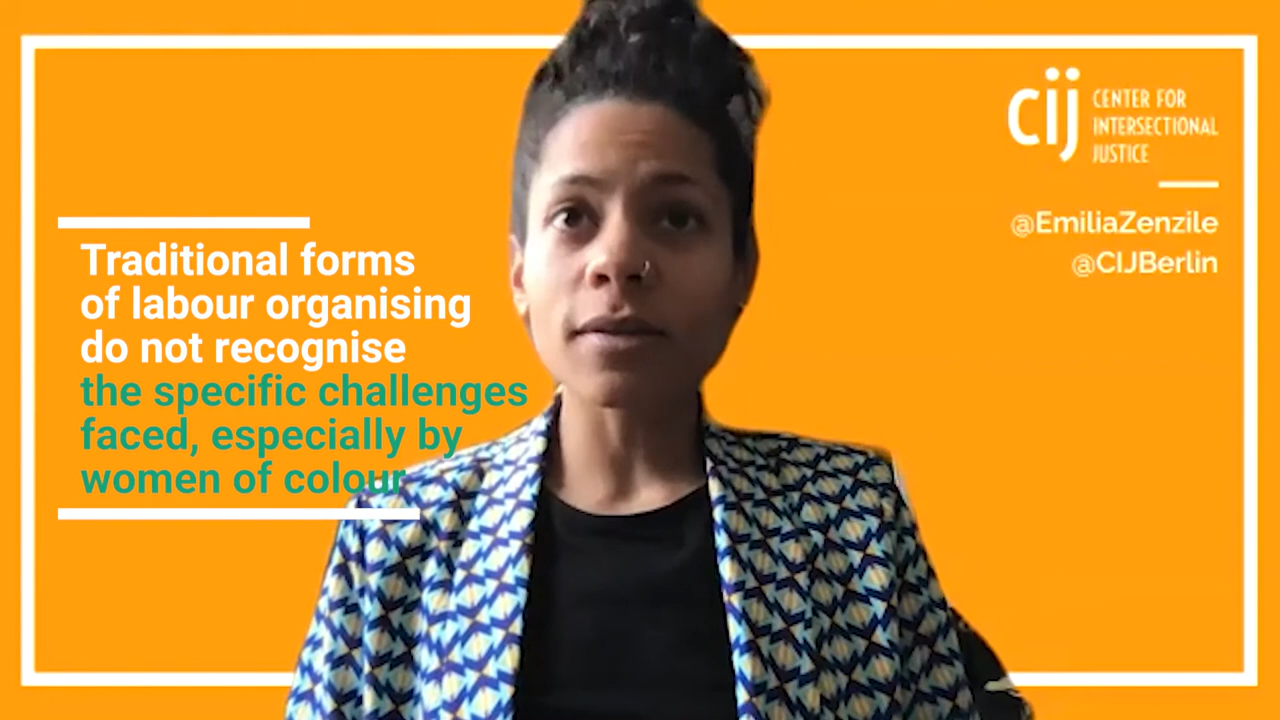 cij
CENTER FOR
INTERSECTIONAL
JUSTICE
@EmiliaZenzile
@CIJBerlin
Traditional forms
of labour organising
do not recognise
the specific challenges
faced, especially by
women of colour